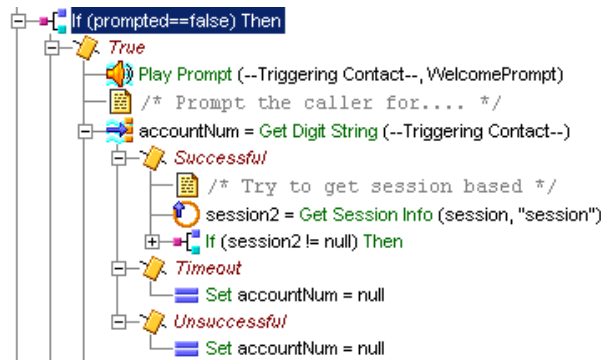 If (prompted==false) Then
True
Play Prompt (--Triggering Contact--, WelcomePrompt)
/* Prompt the caller for.... */
accountNum = Get Digit String (--Triggering Contact--)
Successful
/* Try to get session based */
session2 = Get Session Info (session, "session")
If (session2 != null) Then
Timeout
Set accountNum = null
Unsuccessful
Set accountNum = null